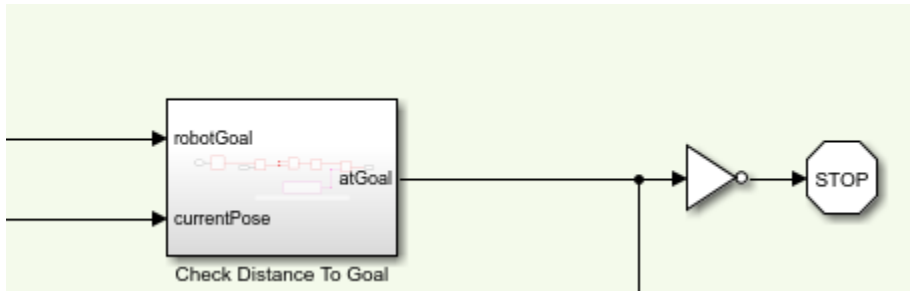 robotGoal
atGoal
currentPose
STOP
Check Distance To Goal